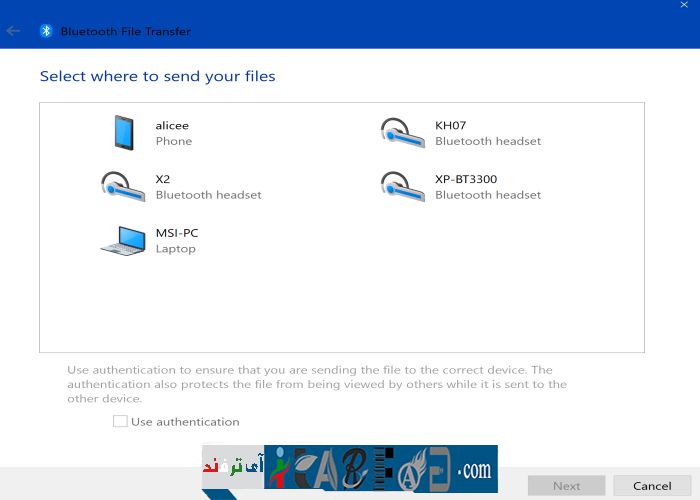 Bluetooth File Transfer
Select where to send your files
alicee
Phone
KH07
Bluetooth headset
X2
Bluetooth headset
XP-BT3300
Bluetooth headset
MSI-PC
Laptop
Use authentication to ensure that you are sending the file to the correct device. The
authentication also protects the file from being viewed by others while it is sent to the
other device.
Use authentication
آی ترفند
.com
Next
Cancel